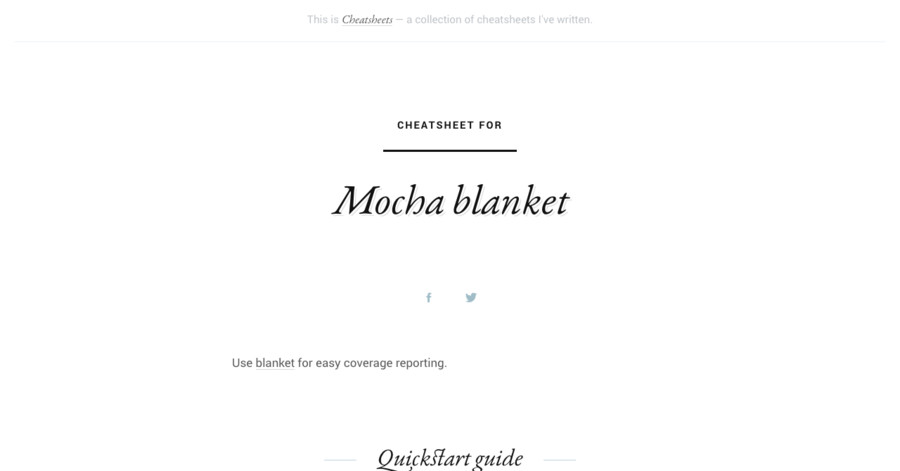 This is Cheatsheets — a collection of cheatsheets I've written.
CHEATSHEET FOR
Mocha blanket
Use blanket for easy coverage reporting.
Quickstart guide